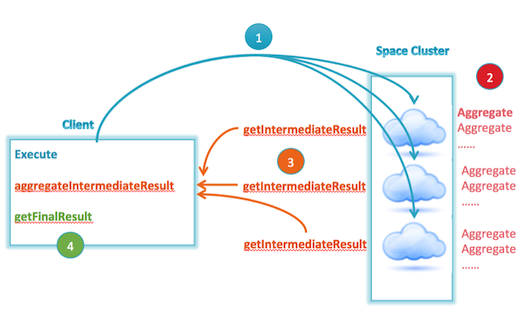 1
Space Cluster
2
Client
Execute
aggregateIntermediateResult
getFinalResult
4
getIntermediateResult
3
getIntermediateResult
getIntermediateResult
Aggregate
Aggregate
......
Aggregate
Aggregate
......
Aggregate
Aggregate
......